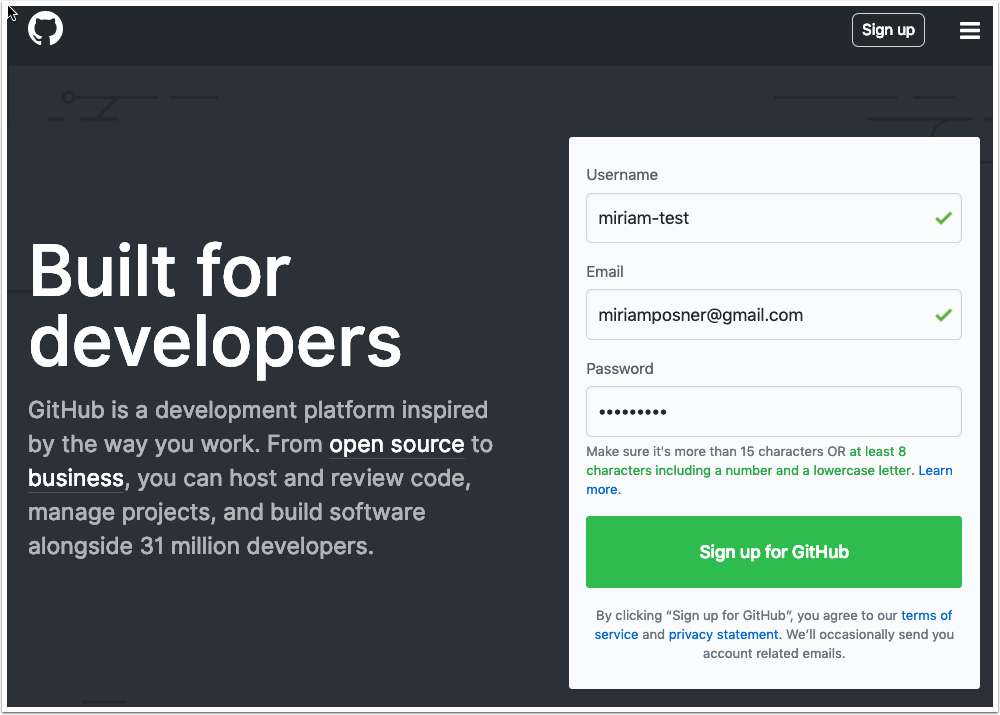 Sign up
Built for
developers
GitHub is a development platform inspired
by the way you work. From open source to
business, you can host and review code,
manage projects, and build software
alongside 31 million developers.
Username
miriam-test
Email
miriamposner@gmail.com
Password
•••••••••
Make sure it's more than 15 characters OR at least 8
characters including a number and a lowercase letter. Learn
more.
Sign up for GitHub
By clicking “Sign up for GitHub”, you agree to our terms of
service and privacy statement. We’ll occasionally send you
account related emails.